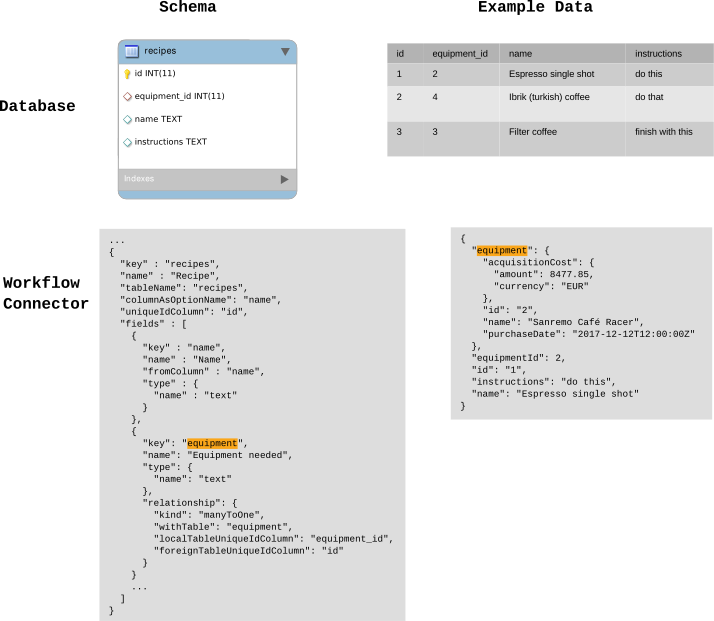 Schema
Example Data
Database
recipes
id INT(11)
equipment_id INT(11)
name TEXT
instructions TEXT
Indexes
id equipment_id name instructions
1 2 Espresso single shot do this
2 4 Ibrik (turkish) coffee do that
3 3 Filter coffee finish with this
Workflow
Connector
...
{
"key" : "recipes",
"name" : "Recipe",
"tableName": "recipes",
"columnAsOptionName": "name",
"uniqueIdColumn": "id",
"fields" : [
{
"key" : "name",
"name" : "Name",
"fromColumn" : "name",
"type" : {
"name" : "text"
}
},
{
"key": "equipment",
"name": "Equipment needed",
"type": {
"name": "text"
},
"relationship": {
"kind": "manyToOne",
"withTable": "equipment",
"localTableUniqueIdColumn": "equipment_id",
"foreignTableUniqueIdColumn": "id"
}
}
...
]
}
{
"equipment": {
"acquisitionCost": {
"amount": 8477.85,
"currency": "EUR"
},
"id": "2",
"name": "Sanremo Café Racer",
"purchaseDate": "2017-12-12T12:00:00Z"
},
"equipmentId": 2,
"id": "1",
"instructions": "do this",
"name": "Espresso single shot"
}